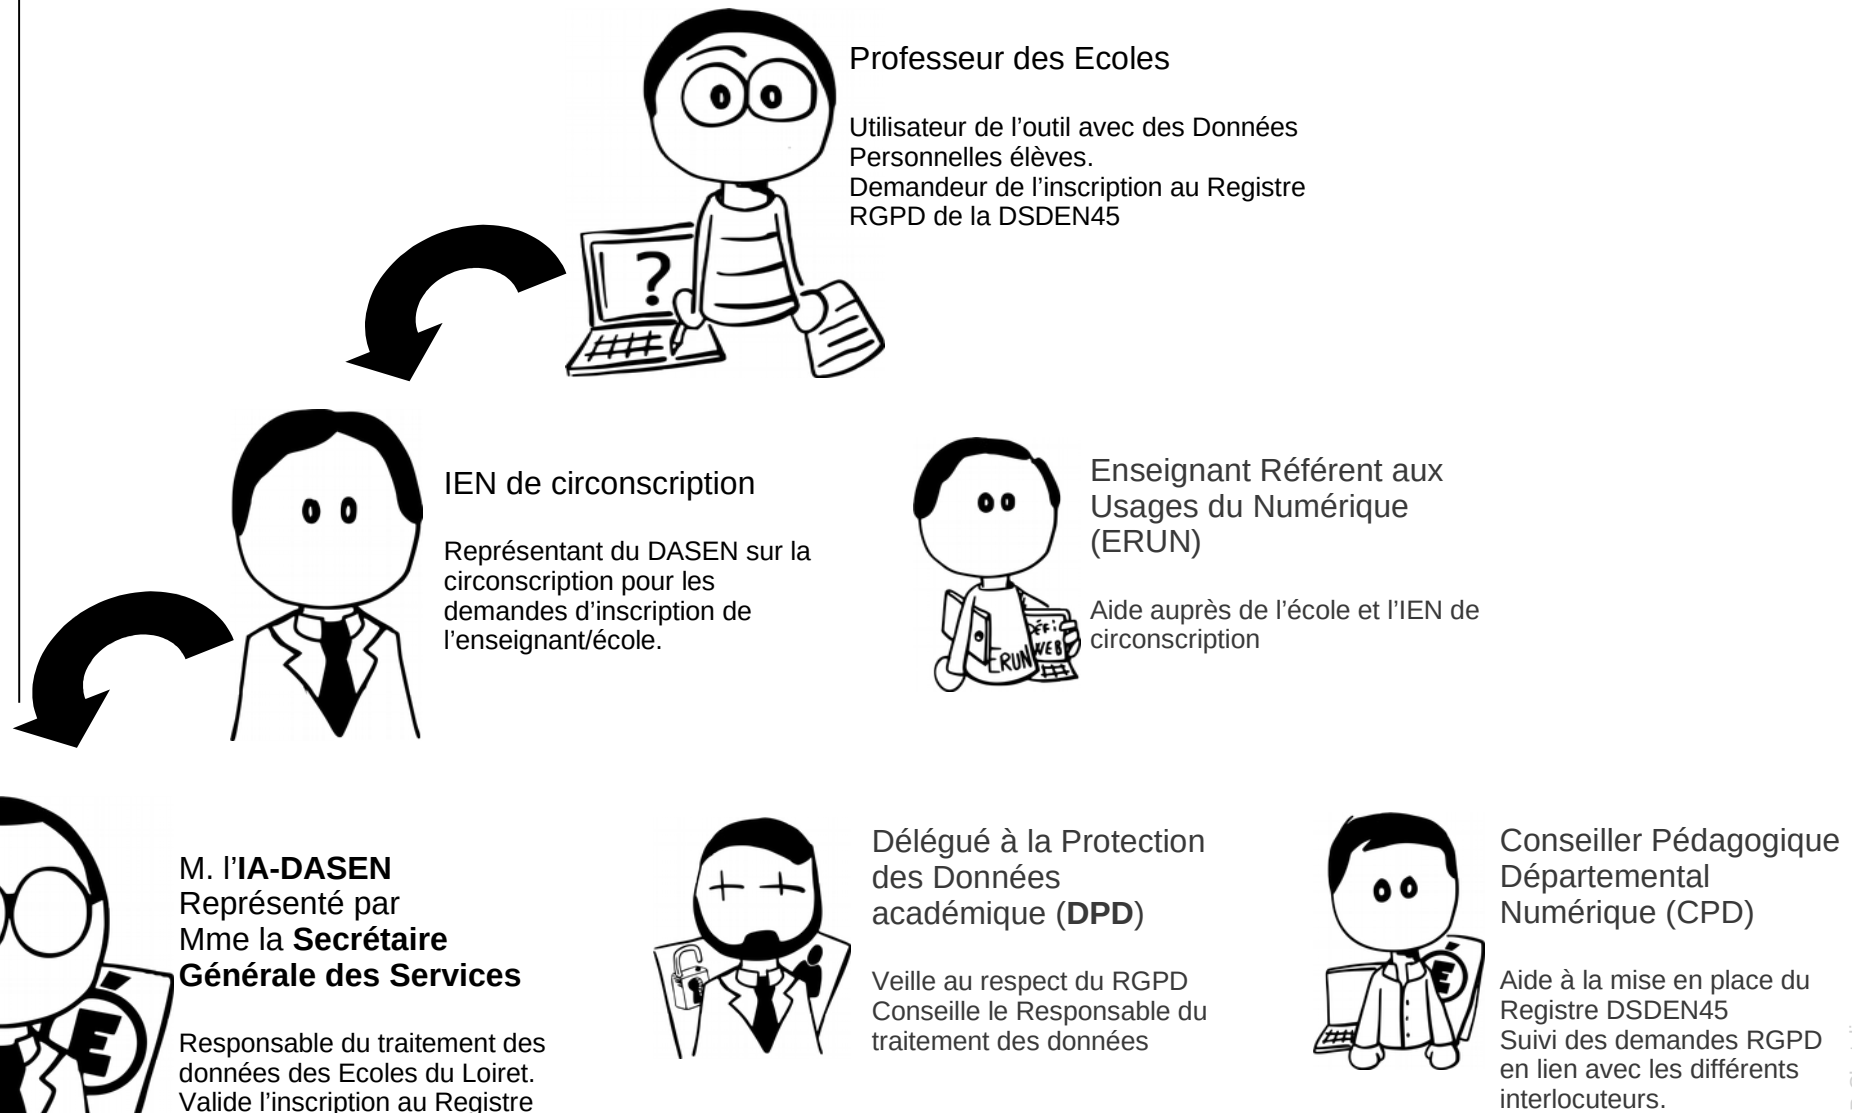 Professeur des Ecoles
Utilisateur de l’outil avec des Données
Personnelles élèves.
Demandeur de l’inscription au Registre
RGPD de la DSDEN45
?
IEN de circonscription
Représentant du DASEN sur la
circonscription pour les
demandes d’inscription de
l’enseignant/école.
Enseignant Référent aux
Usages du Numérique
(ERUN)
Aide auprès de l’école et l’IEN de
circonscription
DÉFI
WEB
ERUN
M. l’IA-DASEN
Représenté par
Mme la Secrétaire
Générale des Services
Responsable du traitement des
données des Ecoles du Loiret.
Valide l’inscription au Registre
É
Délégué à la Protection
des Données
académique (DPD)
Veille au respect du RGPD
Conseille le Responsable du
traitement des données
Conseiller Pédagogique
Départemental
Numérique (CPD)
Aide à la mise en place du
Registre DSDEN45
Suivi des demandes RGPD
en lien avec les différents
interlocuteurs.
É